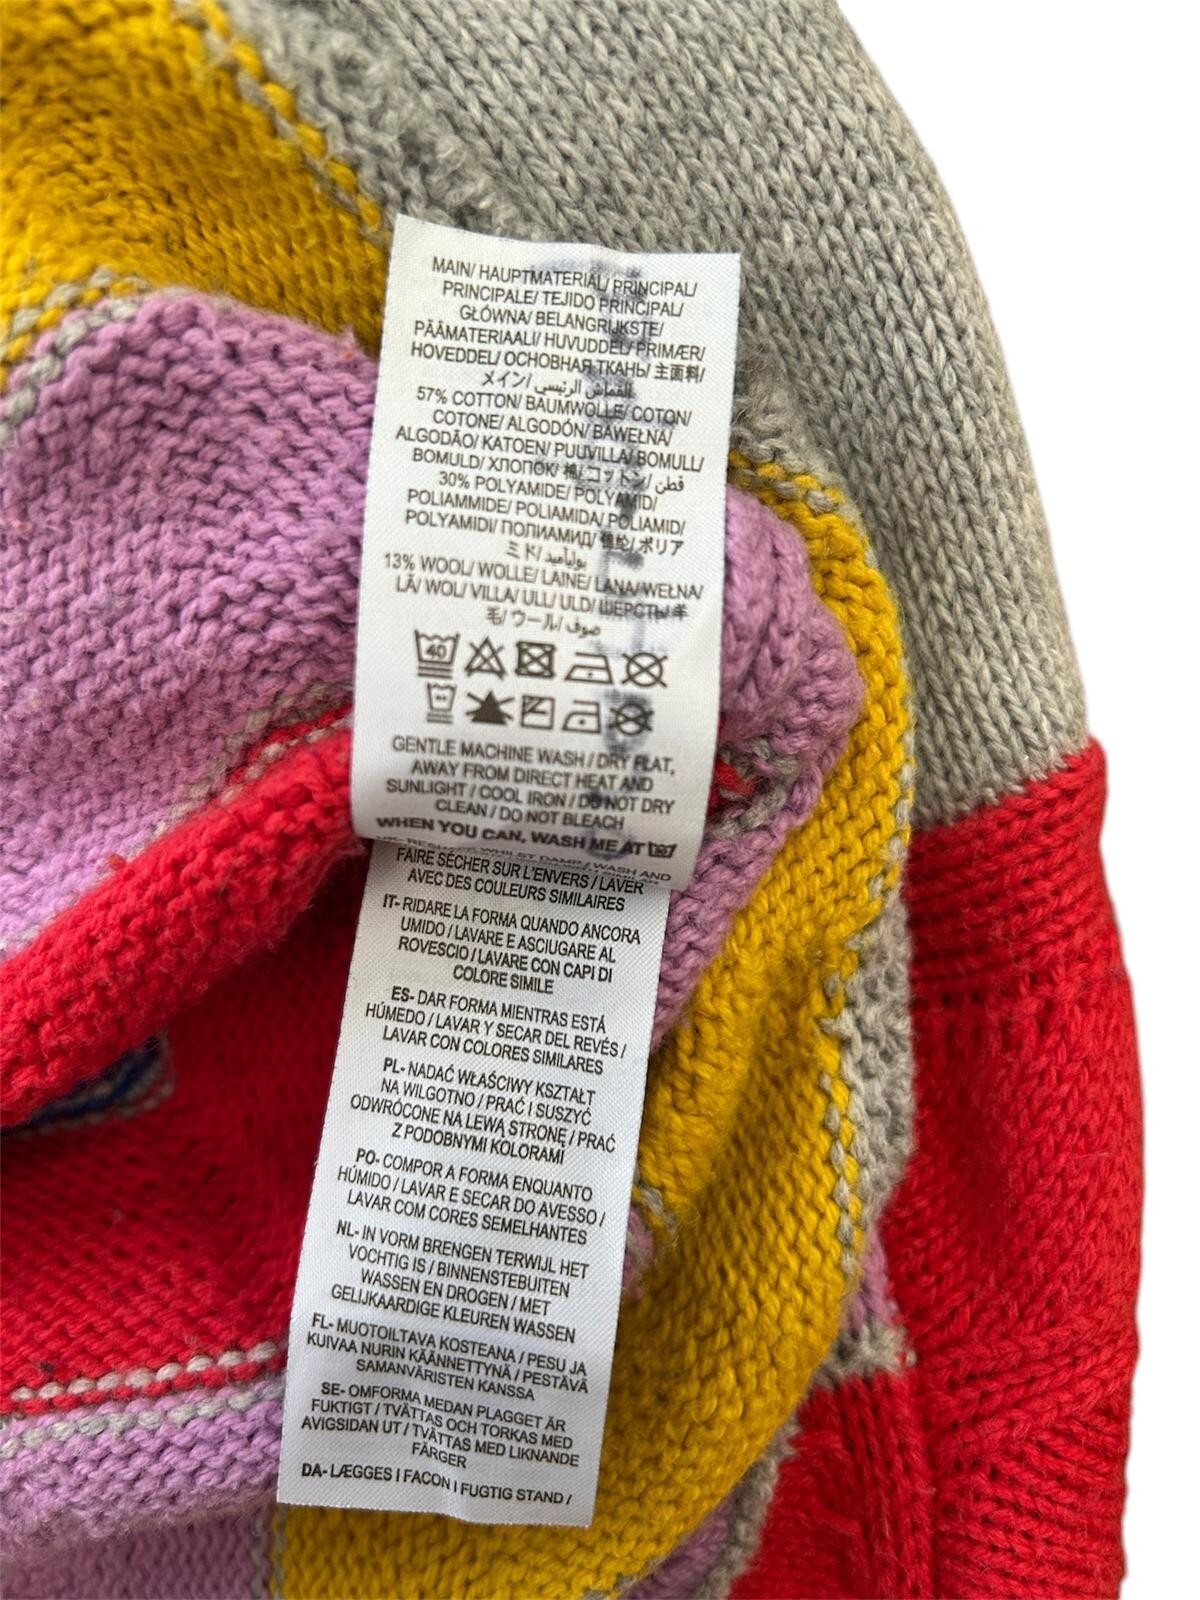 MAIN/ HAUPTMATERIAL/ PRINCIPAL/
PRINCIPALE/ TEJIDO PRINCIPAL/
GŁÓWNA/ BELANGRIJKSTE/
PÄÄMATERIAALI/ HUVUDDEL/ PRIMÆR/
HOVEDDEL/ ОСНОВНАЯ ТКАНЬ/ 主面料/
メイン/ القماش الرئيسي
57% COTTON/ BAUMWOLLE/ COTON/
COTONE/ ALGODÓN/ BAWEŁNA/
ALGODÃO/ KATOEN/ PUUVILLA/ BOMULL/
BOMULD/ ХЛОПОК/ 棉/ コットン/ قطن
30% POLYAMIDE/ POLYAMID/
POLIAMMIDE/ POLIAMIDA/ POLIAMID/
POLYAMIDI/ ПОЛИАМИД/ 锦纶/ ポリア
ミド/ بولياميد
13% WOOL/ WOLLE/ LAINE/ LANA/ WEŁNA/
LÃ/ WOL/ VILLA/ ULL/ ULD/ ШЕРСТЬ/ 羊
毛/ ウール/ صوف
40
GENTLE MACHINE WASH / DRY FLAT,
AWAY FROM DIRECT HEAT AND
SUNLIGHT / COOL IRON / DO NOT DRY
CLEAN / DO NOT BLEACH
WHEN YOU CAN, WASH ME AT 30
UK- RESHAPE WHILST DAMP / WASH AND
FAIRE SÉCHER SUR L'ENVERS / LAVER
AVEC DES COULEURS SIMILAIRES
IT- RIDARE LA FORMA QUANDO ANCORA
UMIDO / LAVARE E ASCIUGARE AL
ROVESCIO / LAVARE CON CAPI DI
COLORE SIMILE
ES- DAR FORMA MIENTRAS ESTÁ
HÚMEDO / LAVAR Y SECAR DEL REVÉS /
LAVAR CON COLORES SIMILARES
PL- NADAĆ WŁAŚCIWY KSZTAŁT
NA WILGOTNO / PRAĆ I SUSZYĆ
ODWRÓCONE NA LEWĄ STRONĘ / PRAĆ
Z PODOBNYMI KOLORAMI
PO- COMPOR A FORMA ENQUANTO
HÚMIDO / LAVAR E SECAR DO AVESSO /
LAVAR COM CORES SEMELHANTES
NL- IN VORM BRENGEN TERWIJL HET
VOCHTIG IS / BINNENSTEBUITEN
WASSEN EN DROGEN / MET
GELIJKAARDIGE KLEUREN WASSEN
FL- MUOTOILTAVA KOSTEANA / PESU JA
KUIVAA NURIN KÄÄNNETTYNÄ / PESTÄVÄ
SAMANVÄRISTEN KANSSA
SE- OMFORMA MEDAN PLAGGET ÄR
FUKTIGT / TVÄTTAS OCH TORKAS MED
AVIGSIDAN UT / TVÄTTAS MED LIKNANDE
FÄRGER
DA- LÆGGES I FACON I FUGTIG STAND /